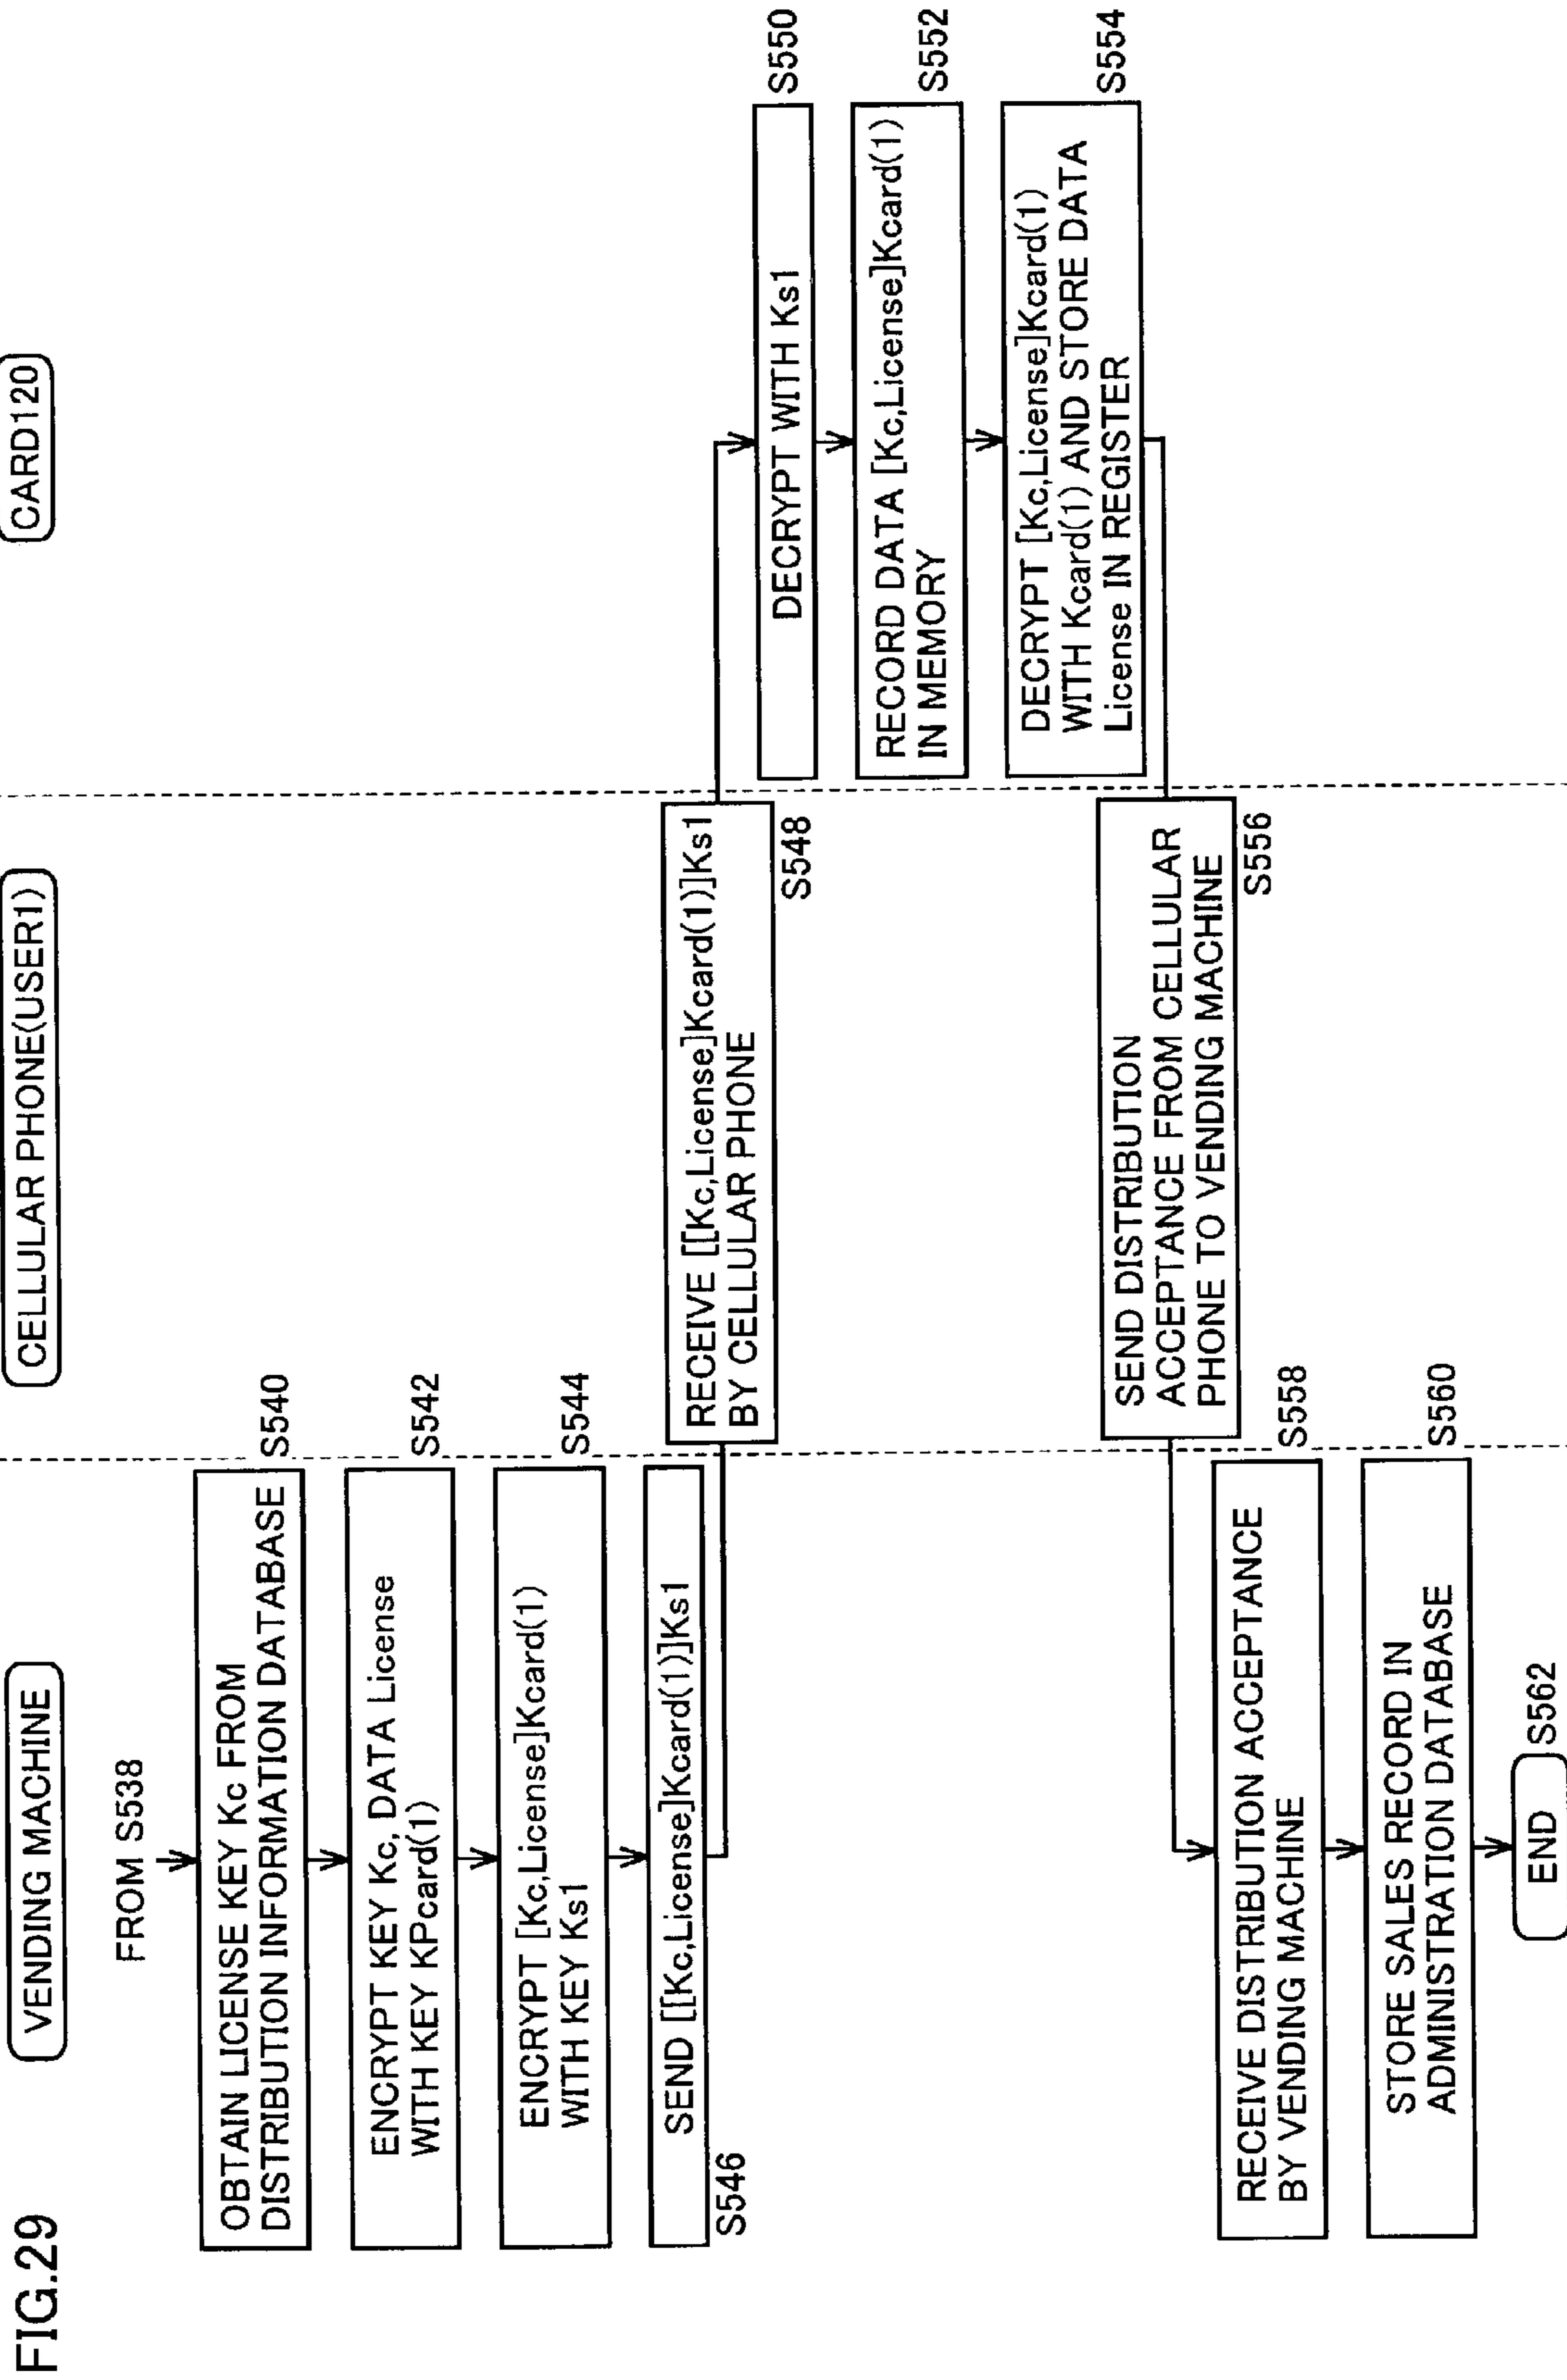 FIG.29
VENDING MACHINE
CELLULAR PHONE(USER1)
CARD120
FROM S538
OBTAIN LICENSE KEY Kc FROM
DISTRIBUTION INFORMATION DATABASE
S540
ENCRYPT KEY Kc, DATA License
WITH KEY KPcard(1)
S542
ENCRYPT [Kc,License]Kcard(1)
WITH KEY Ks1
S544
SEND [[Kc,License]Kcard(1)]Ks1
S546
RECEIVE [[Kc,License]Kcard(1)]Ks1
BY CELLULAR PHONE
S548
DECRYPT WITH Ks1
S550
RECORD DATA [Kc,License]Kcard(1)
IN MEMORY
S552
DECRYPT [Kc,License]Kcard(1)
WITH Kcard(1) AND STORE DATA
License IN REGISTER
S554
SEND DISTRIBUTION
ACCEPTANCE FROM CELLULAR
PHONE TO VENDING MACHINE
S556
RECEIVE DISTRIBUTION ACCEPTANCE
BY VENDING MACHINE
S558
STORE SALES RECORD IN
ADMINISTRATION DATABASE
S560
END
S562